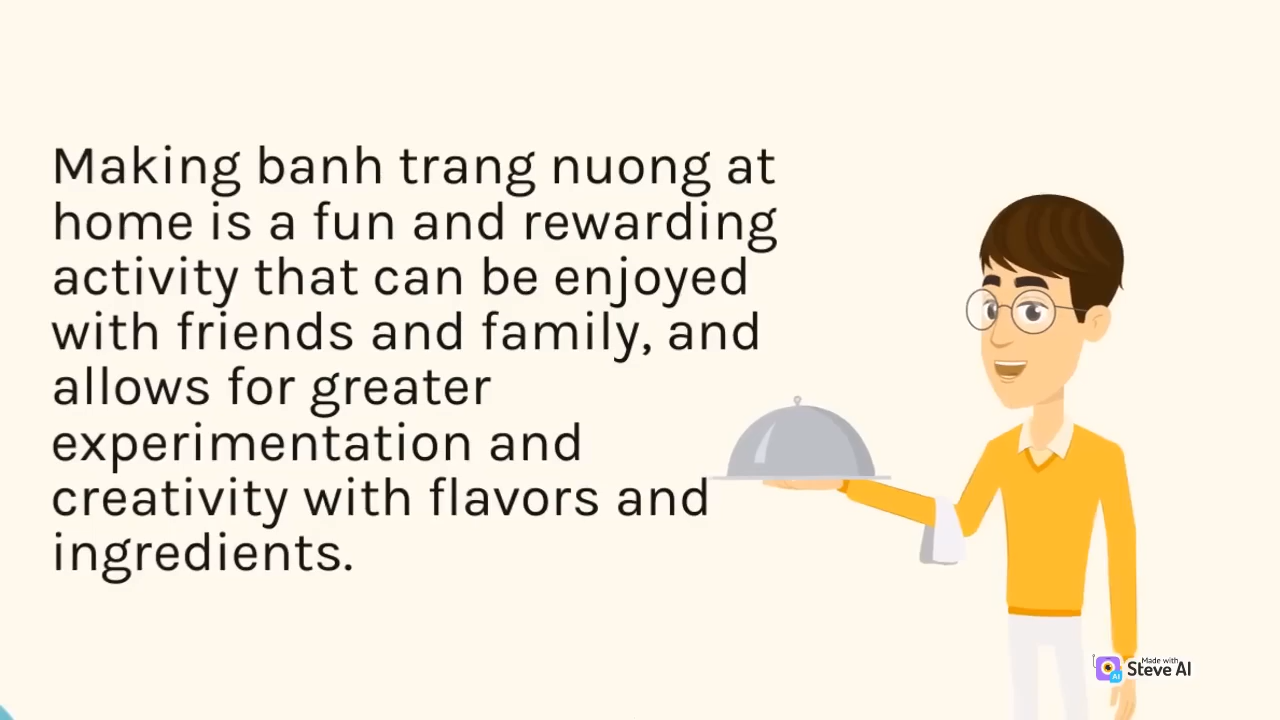 Making banh trang nuong at
home is a fun and rewarding
activity that can be enjoyed
with friends and family, and
allows for greater
experimentation and
creativity with flavors and
ingredients.
Made with
AI Steve AI